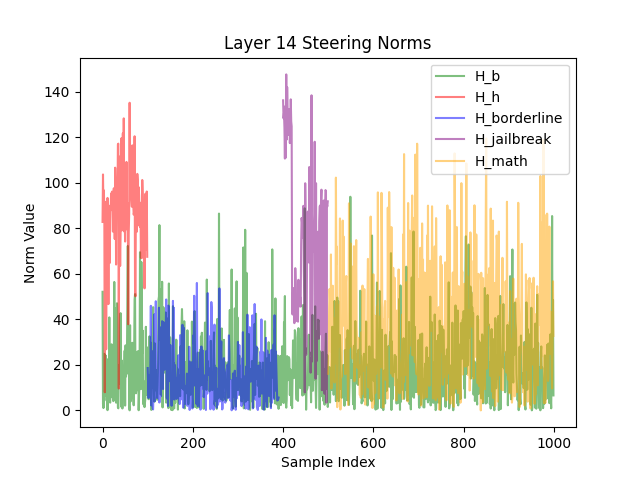 Layer 14 Steering Norms
H_b
H_h
H_borderline
H_jailbreak
H_math
Norm Value
140
120
100
80
60
40
20
0
0 200 400 600 800 1000
Sample Index